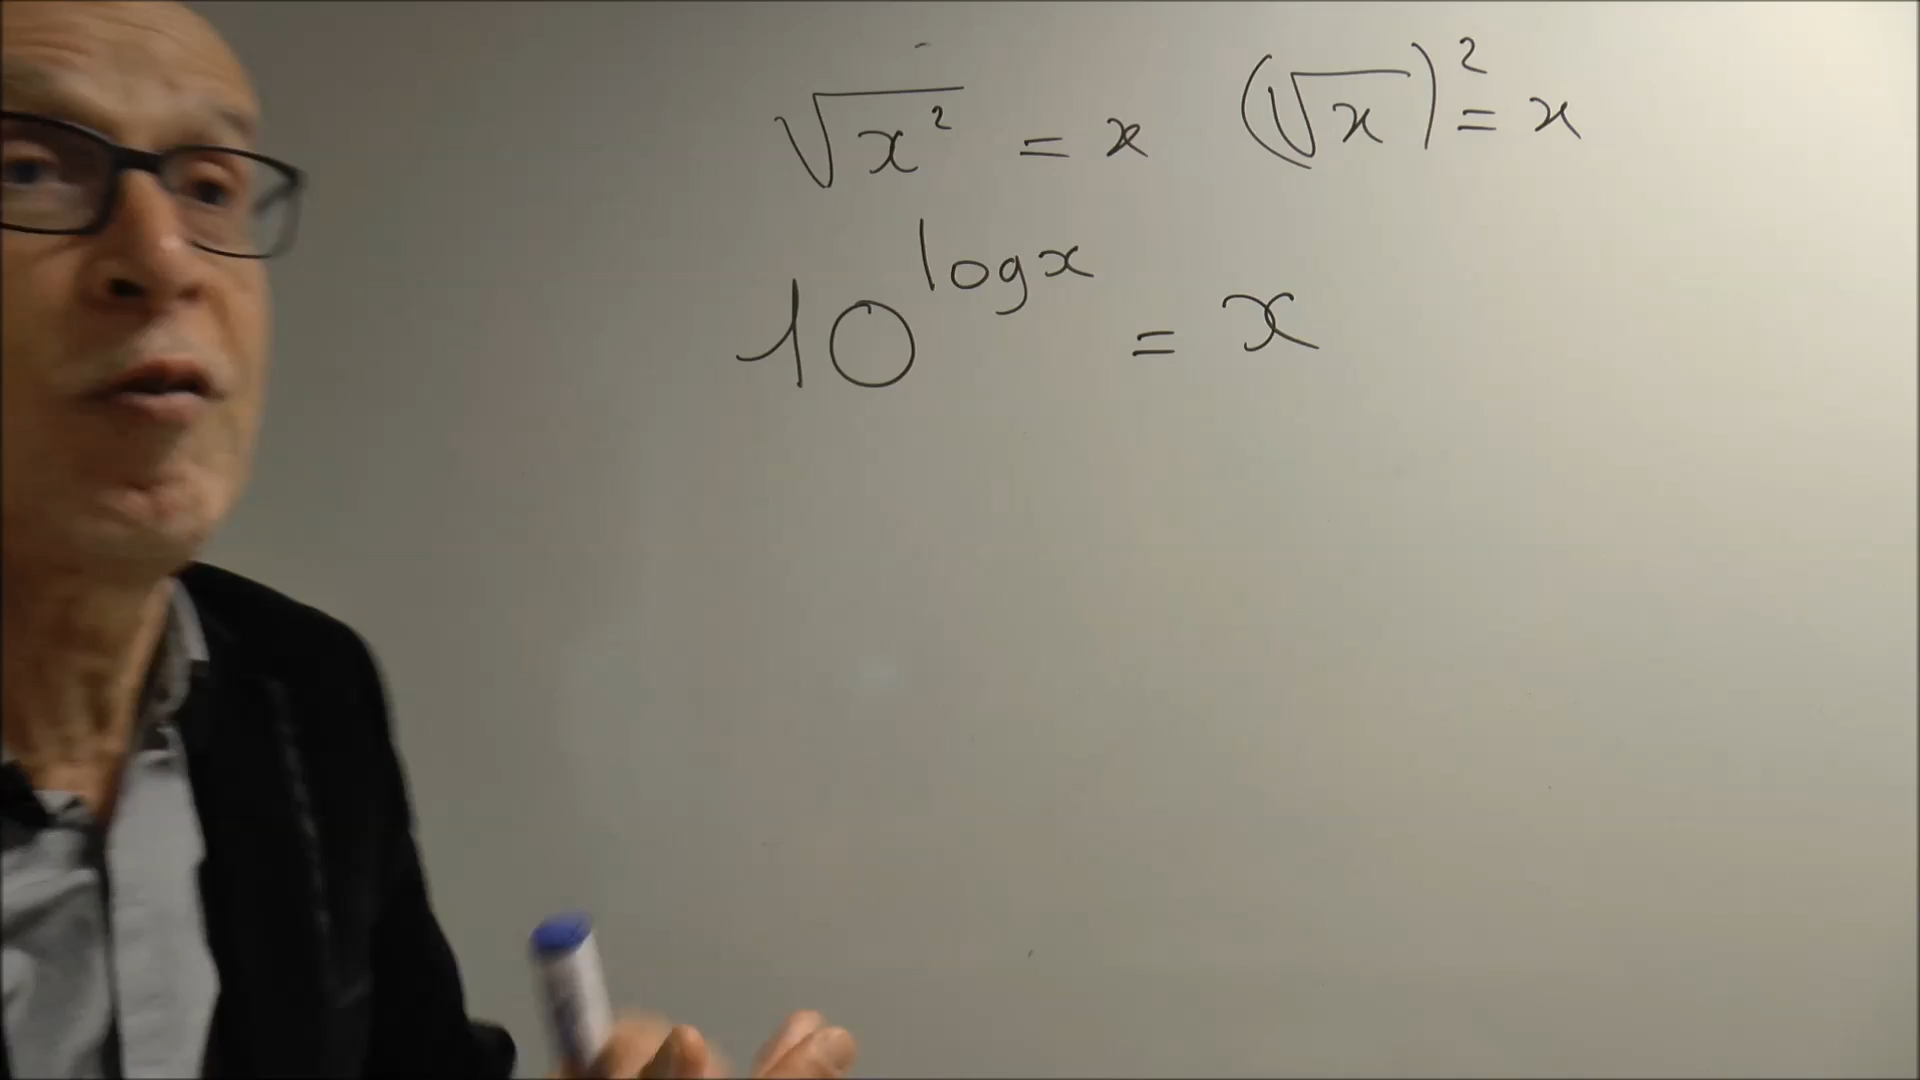 √x² = x (√x)² = x
10^log x = x